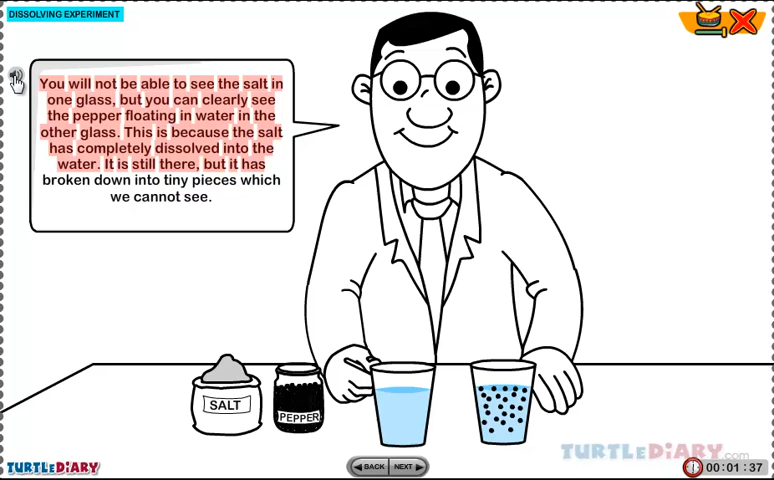 DISSOLVING EXPERIMENT
You will not be able to see the salt in
one glass, but you can clearly see
the pepper floating in water in the
other glass. This is because the salt
has completely dissolved into the
water. It is still there, but it has
broken down into tiny pieces which
we cannot see.
SALT
PEPPER
TURTLEDIARY.com
TURTLEDIARY
BACK NEXT
00:01:37